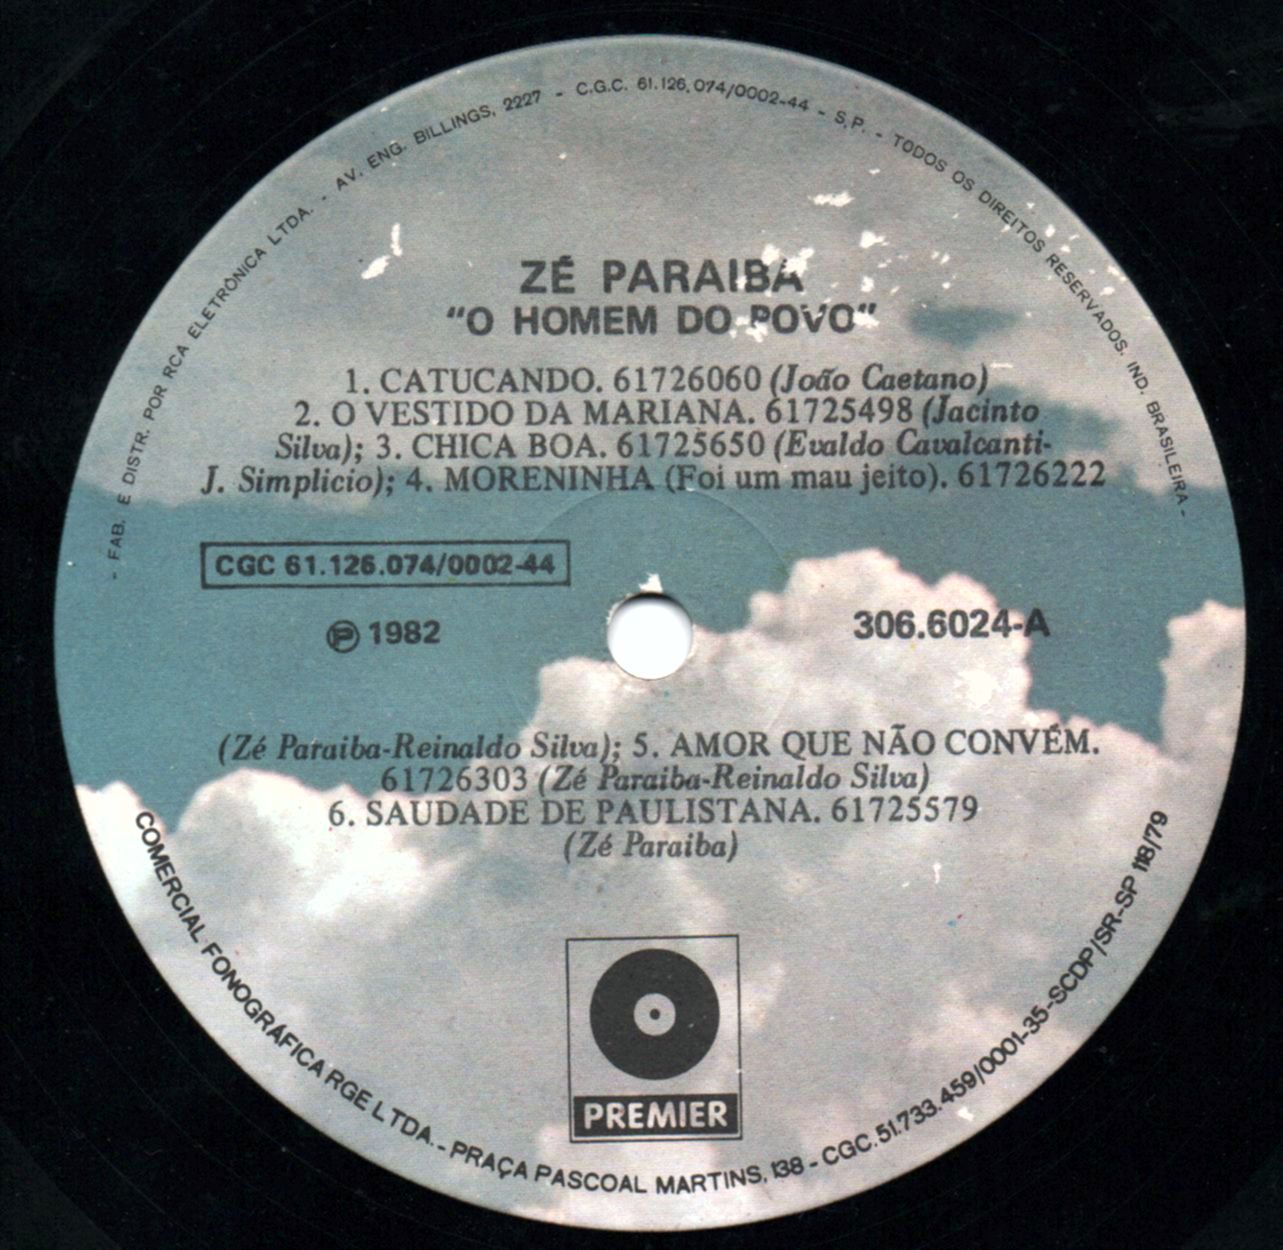 - FAB. E DISTR. POR RCA ELETRÔNICA LTDA. - AV. ENG. BILLINGS, 2227 - C.G.C. 61.126.074/0002-44 - S.P. - TODOS OS DIREITOS RESERVADOS. IND. BRASILEIRA -
ZÉ PARAIBA
"O HOMEM DO POVO"
1. CATUCANDO. 61726060 (João Caetano)
2. O VESTIDO DA MARIANA. 61725498 (Jacinto
Silva); 3. CHICA BOA. 61725650 (Evaldo Cavalcanti-
J. Simplicio); 4. MORENINHA (Foi um mau jeito). 61726222
CGC 61.126.074/0002-44
℗ 1982
306.6024-A
(Zé Paraiba-Reinaldo Silva); 5. AMOR QUE NÃO CONVÉM.
61726303 (Zé Paraiba-Reinaldo Silva)
6. SAUDADE DE PAULISTANA. 61725579
(Zé Paraiba)
PREMIER
COMERCIAL FONOGRÁFICA RGE LTDA. - PRAÇA PASCOAL MARTINS, 138 - CGC. 51.733.459/0001-35-SCDP/SR-SP 118/79